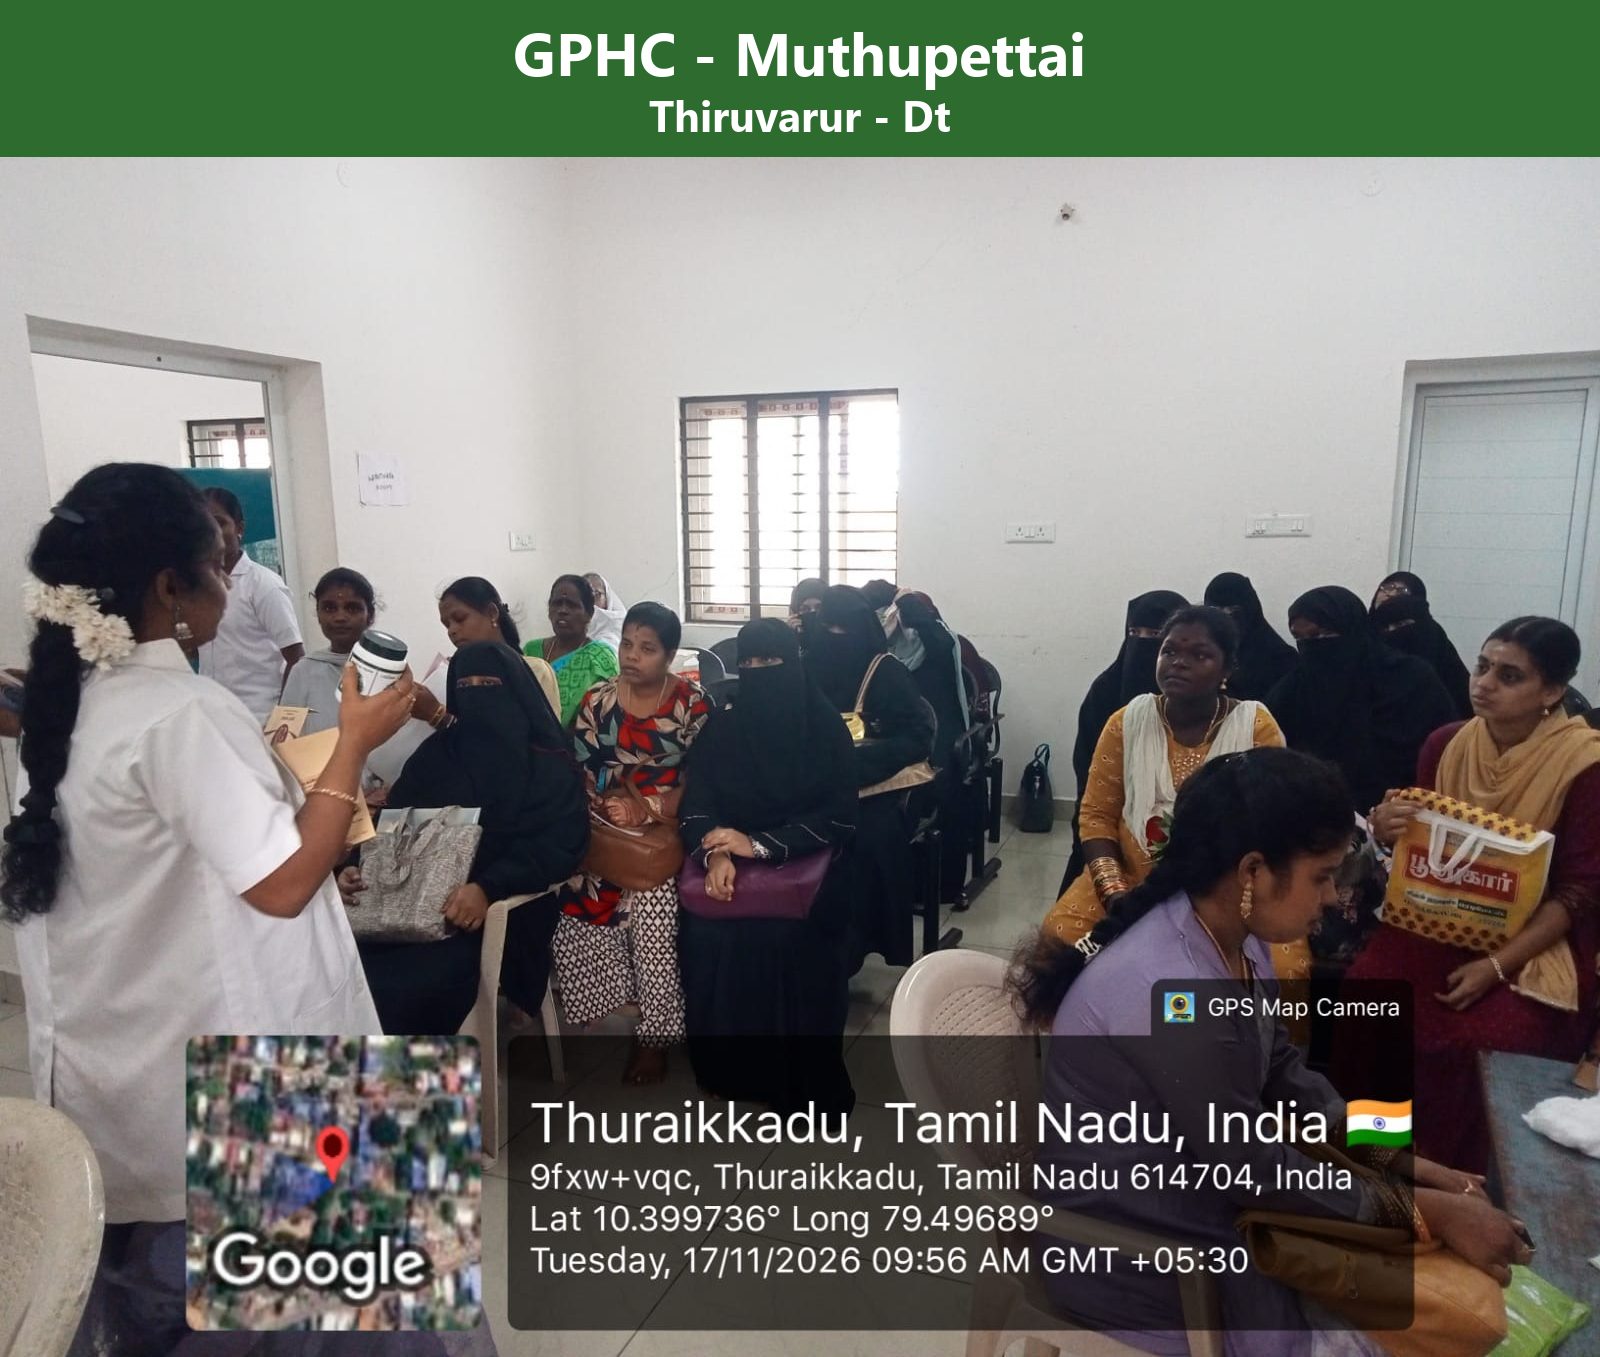 GPHC - Muthupettai
Thiruvarur - Dt
GPS Map Camera
Thuraikkadu, Tamil Nadu, India
9fxw+vqc, Thuraikkadu, Tamil Nadu 614704, India
Lat 10.399736° Long 79.49689°
Tuesday, 17/11/2026 09:56 AM GMT +05:30
Google